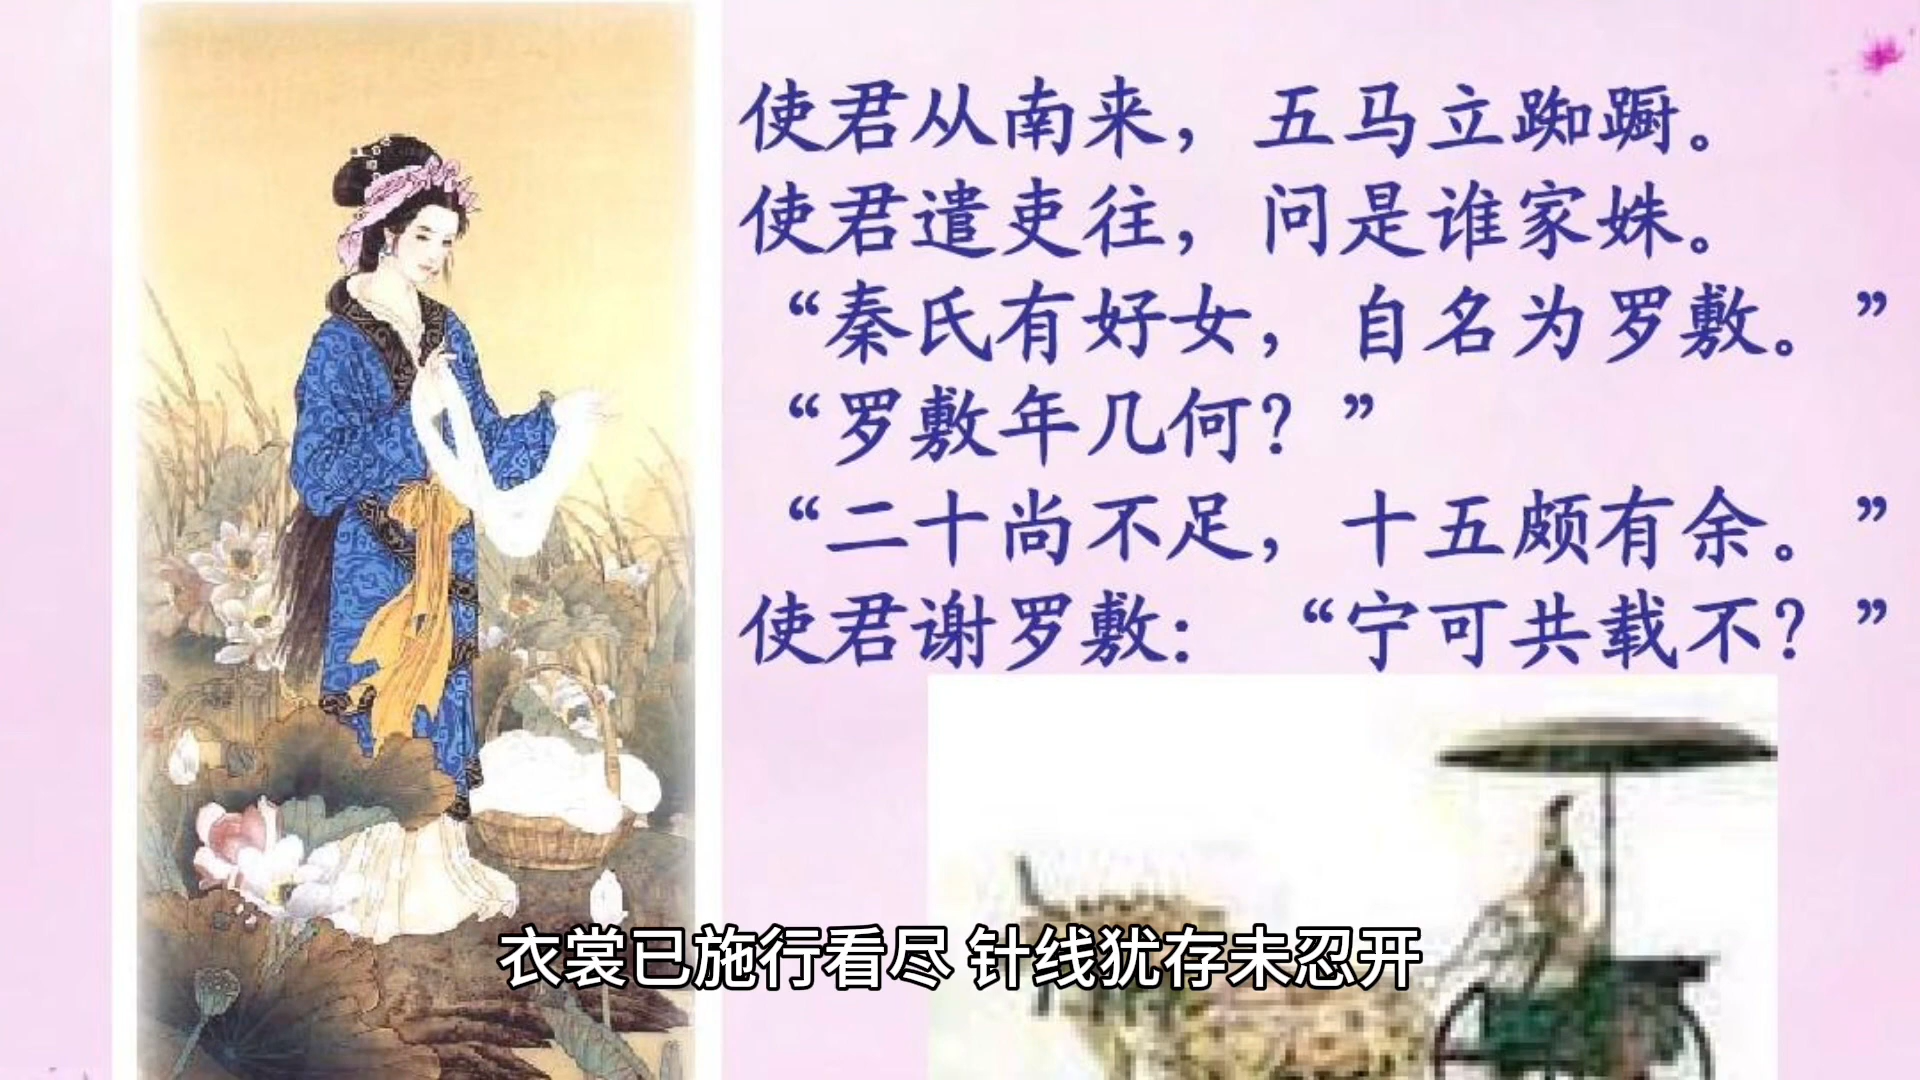 使君从南来，五马立踟蹰。
使君遣吏往，问是谁家姝。
“秦氏有好女，自名为罗敷。”
“罗敷年几何？”
“二十尚不足，十五颇有余。”
使君谢罗敷：“宁可共载不？”
衣裳已施行看尽 针线犹存未忍开